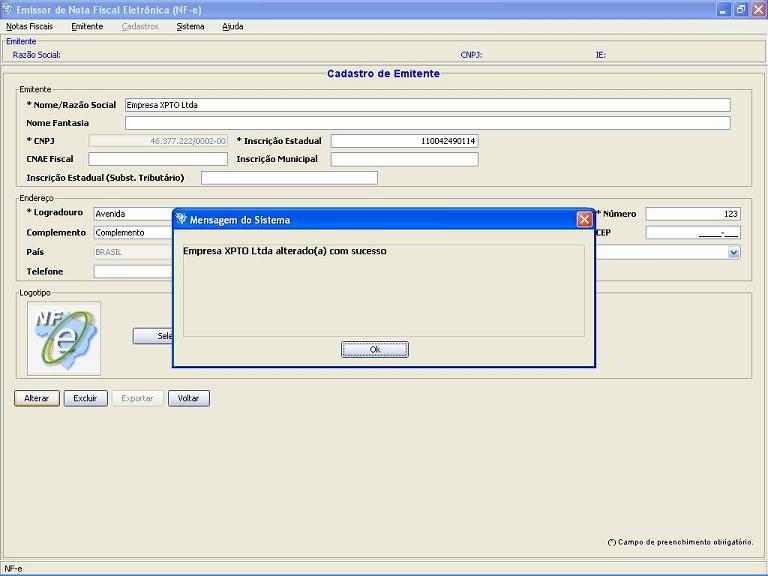 Emissor de Nota Fiscal Eletrônica (NF-e)
Notas Fiscais Emitente Cadastros Sistema Ajuda
Emitente
Razão Social: CNPJ: IE:
Cadastro de Emitente
Emitente
* Nome/Razão Social Empresa XPTO Ltda
Nome Fantasia
* CNPJ 46.377.222/0002-00 * Inscrição Estadual 110042490114
CNAE Fiscal Inscrição Municipal
Inscrição Estadual (Subst. Tributário)
Endereço
* Logradouro Avenida * Número 123
Complemento Complemento CEP _____-___
País BRASIL
Telefone
Mensagem do Sistema
Empresa XPTO Ltda alterado(a) com sucesso
Ok
Logotipo
NF e
Sele
Alterar Excluir Exportar Voltar
(*) Campo de preenchimento obrigatório.
NF-e